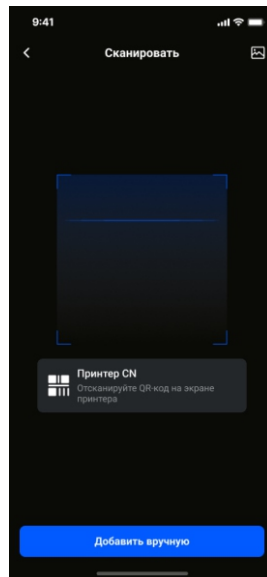 9:41
Сканировать
Принтер CN
Отсканируйте QR-код на экране
принтера
Добавить вручную